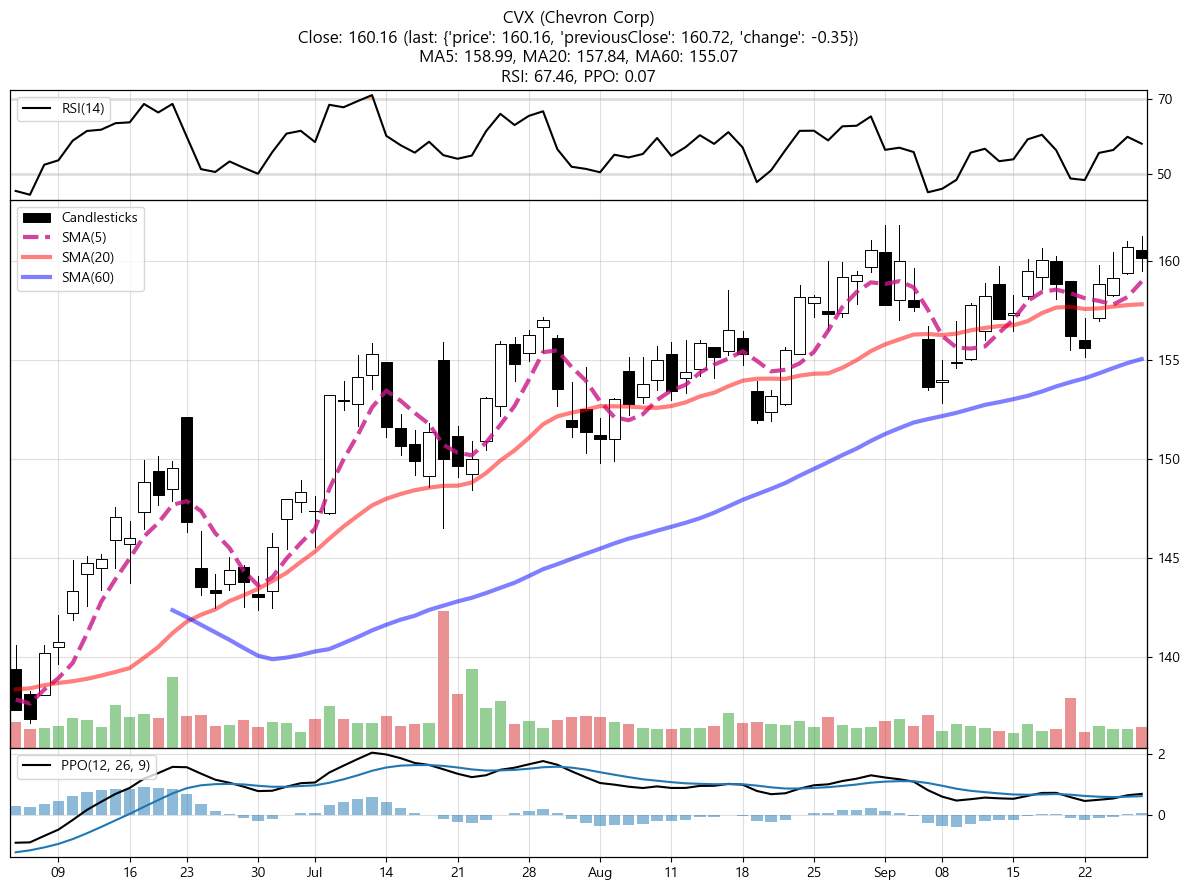 CVX (Chevron Corp)
Close: 160.16 (last: {'price': 160.16, 'previousClose': 160.72, 'change': -0.35})
MA5: 158.99, MA20: 157.84, MA60: 155.07
RSI: 67.46, PPO: 0.07
RSI(14)
70
50
Candlesticks
SMA(5)
SMA(20)
SMA(60)
160
155
150
145
140
PPO(12, 26, 9)
2
0
09 16 23 30 Jul 14 21 28 Aug 11 18 25 Sep 08 15 22